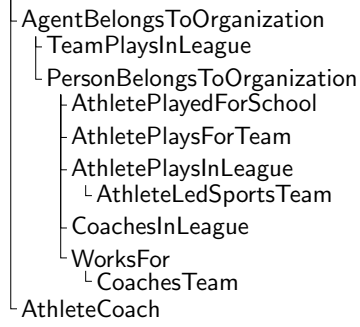 AgentBelongsToOrganization
TeamPlaysInLeague
PersonBelongsToOrganization
AthletePlayedForSchool
AthletePlaysForTeam
AthletePlaysInLeague
AthleteLedSportsTeam
CoachesInLeague
WorksFor
CoachesTeam
AthleteCoach